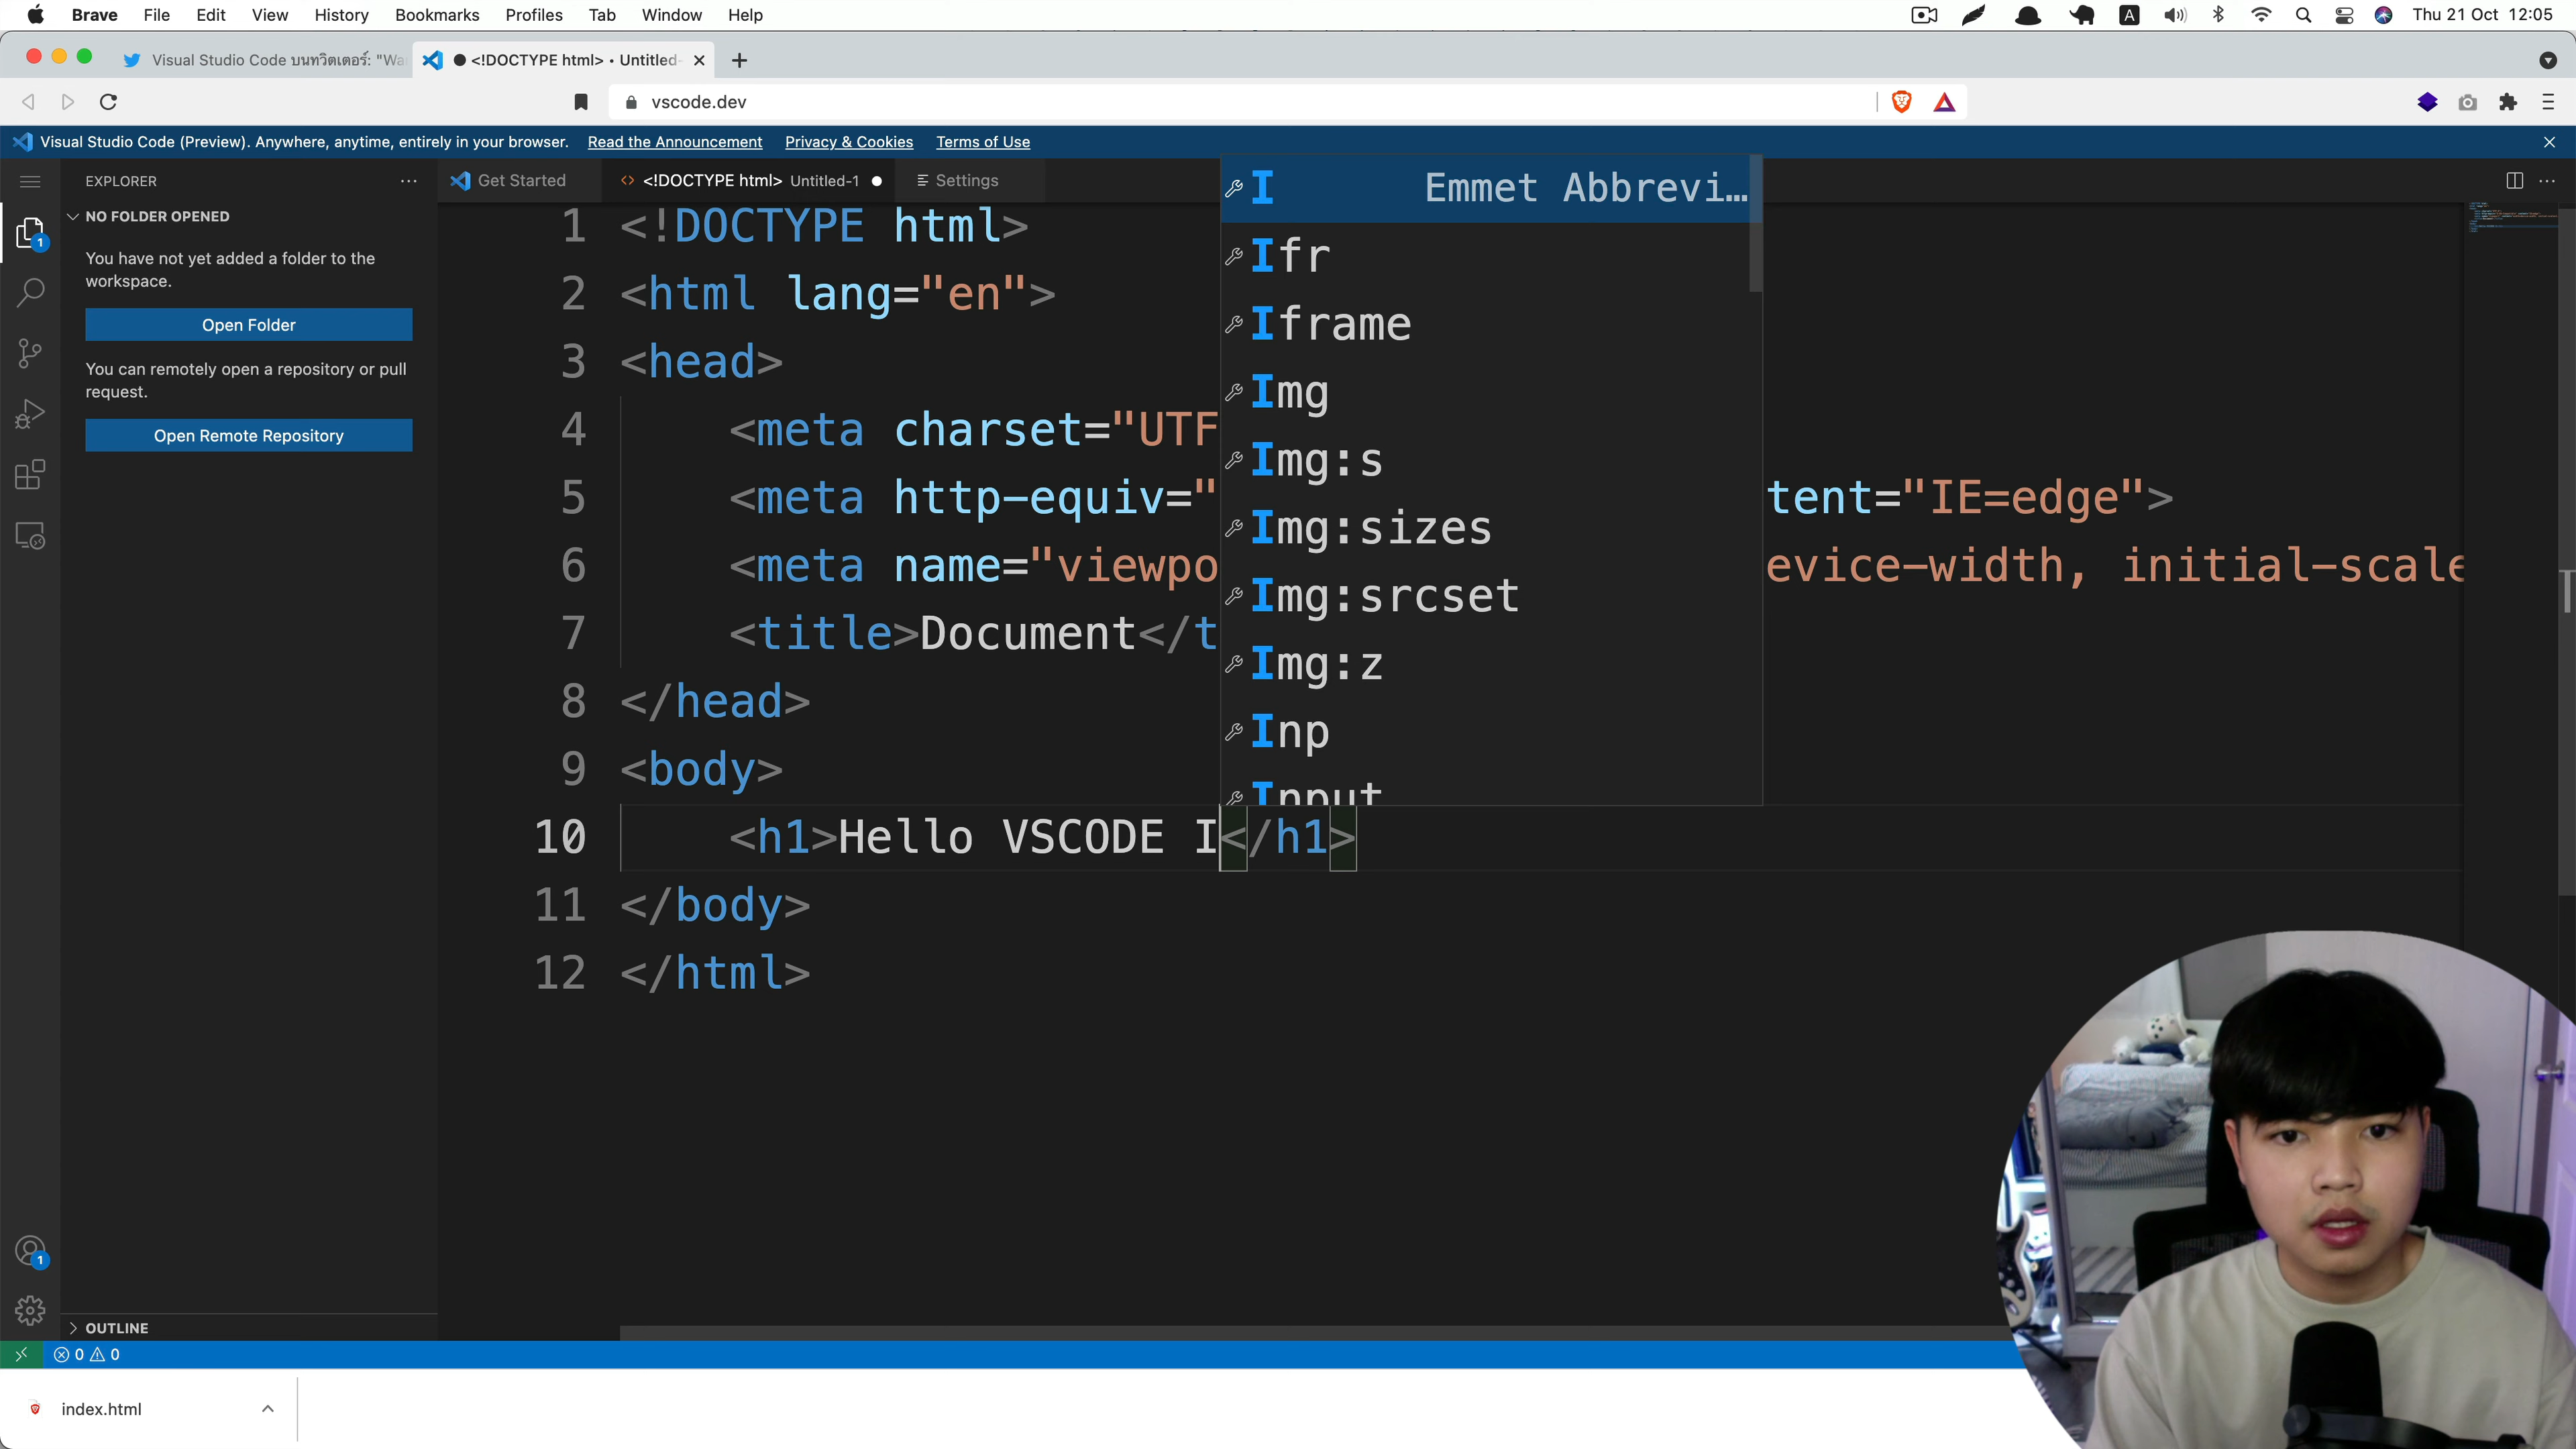 Brave File Edit View History Bookmarks Profiles Tab Window Help A Thu 21 Oct 12:05
Visual Studio Code บนทวิตเตอร์: "Wa <!DOCTYPE html> • Untitled-
vscode.dev
Visual Studio Code (Preview). Anywhere, anytime, entirely in your browser. Read the Announcement Privacy & Cookies Terms of Use
EXPLORER
Get Started <!DOCTYPE html> Untitled-1 Settings
NO FOLDER OPENED
You have not yet added a folder to the
workspace.
Open Folder
You can remotely open a repository or pull
request.
Open Remote Repository
1
1
OUTLINE
1 <!DOCTYPE html>
2 <html lang="en">
3 <head>
4 <meta charset="UTF
5 <meta http-equiv=" tent="IE=edge">
6 <meta name="viewpo evice-width, initial-scale
7 <title>Document</t
8 </head>
9 <body>
10 <h1>Hello VSCODE I</h1>
11 </body>
12 </html>
I Emmet Abbrevi…
Ifr
Iframe
Img
Img:s
Img:sizes
Img:srcset
Img:z
Inp
Input
0 0
index.html